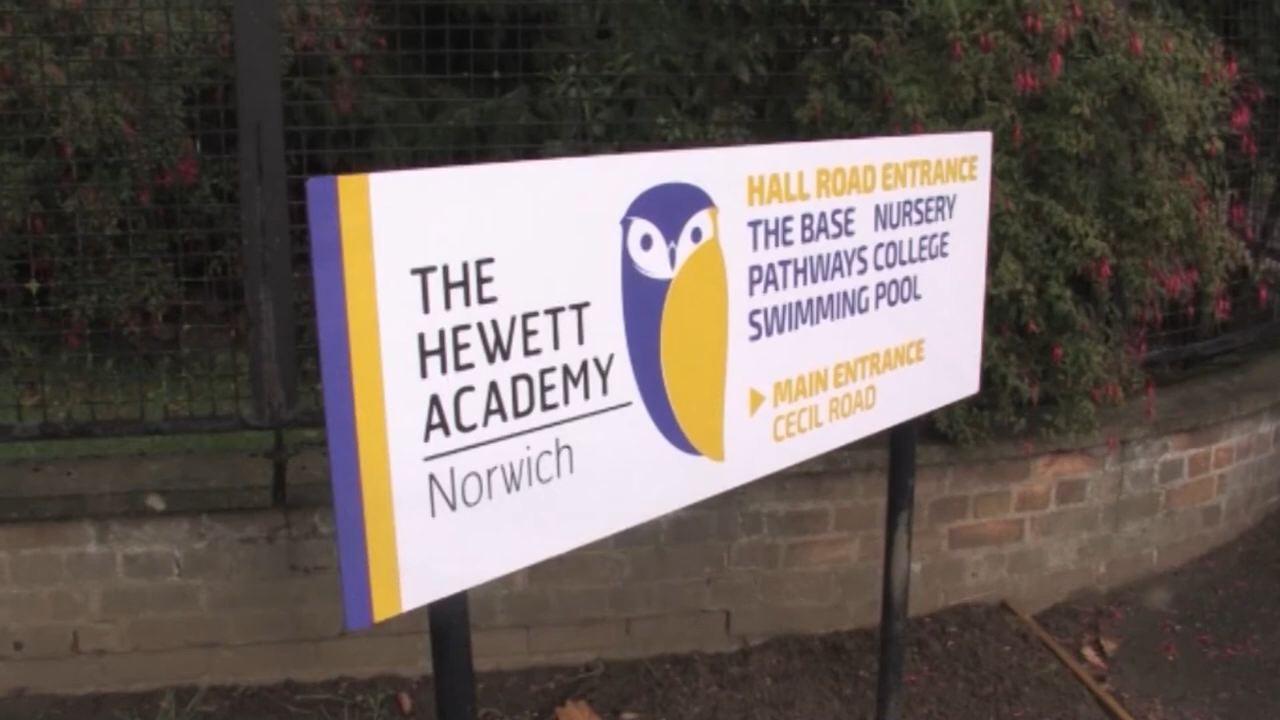 THE
HEWETT
ACADEMY
Norwich
HALL ROAD ENTRANCE
THE BASE NURSERY
PATHWAYS COLLEGE
SWIMMING POOL
MAIN ENTRANCE
CECIL ROAD